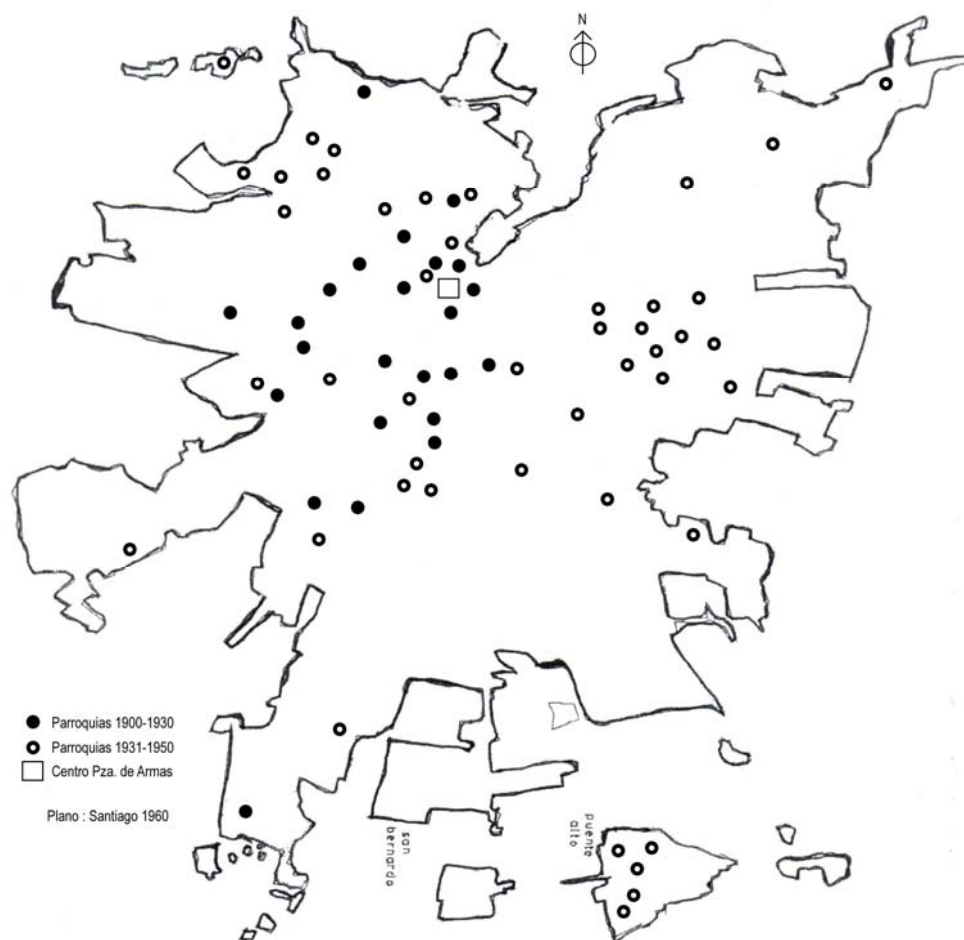 N
Parroquias 1900-1930
Parroquias 1931-1950
Centro Pza. de Armas
Plano : Santiago 1960
san
bernardo
puente
alto